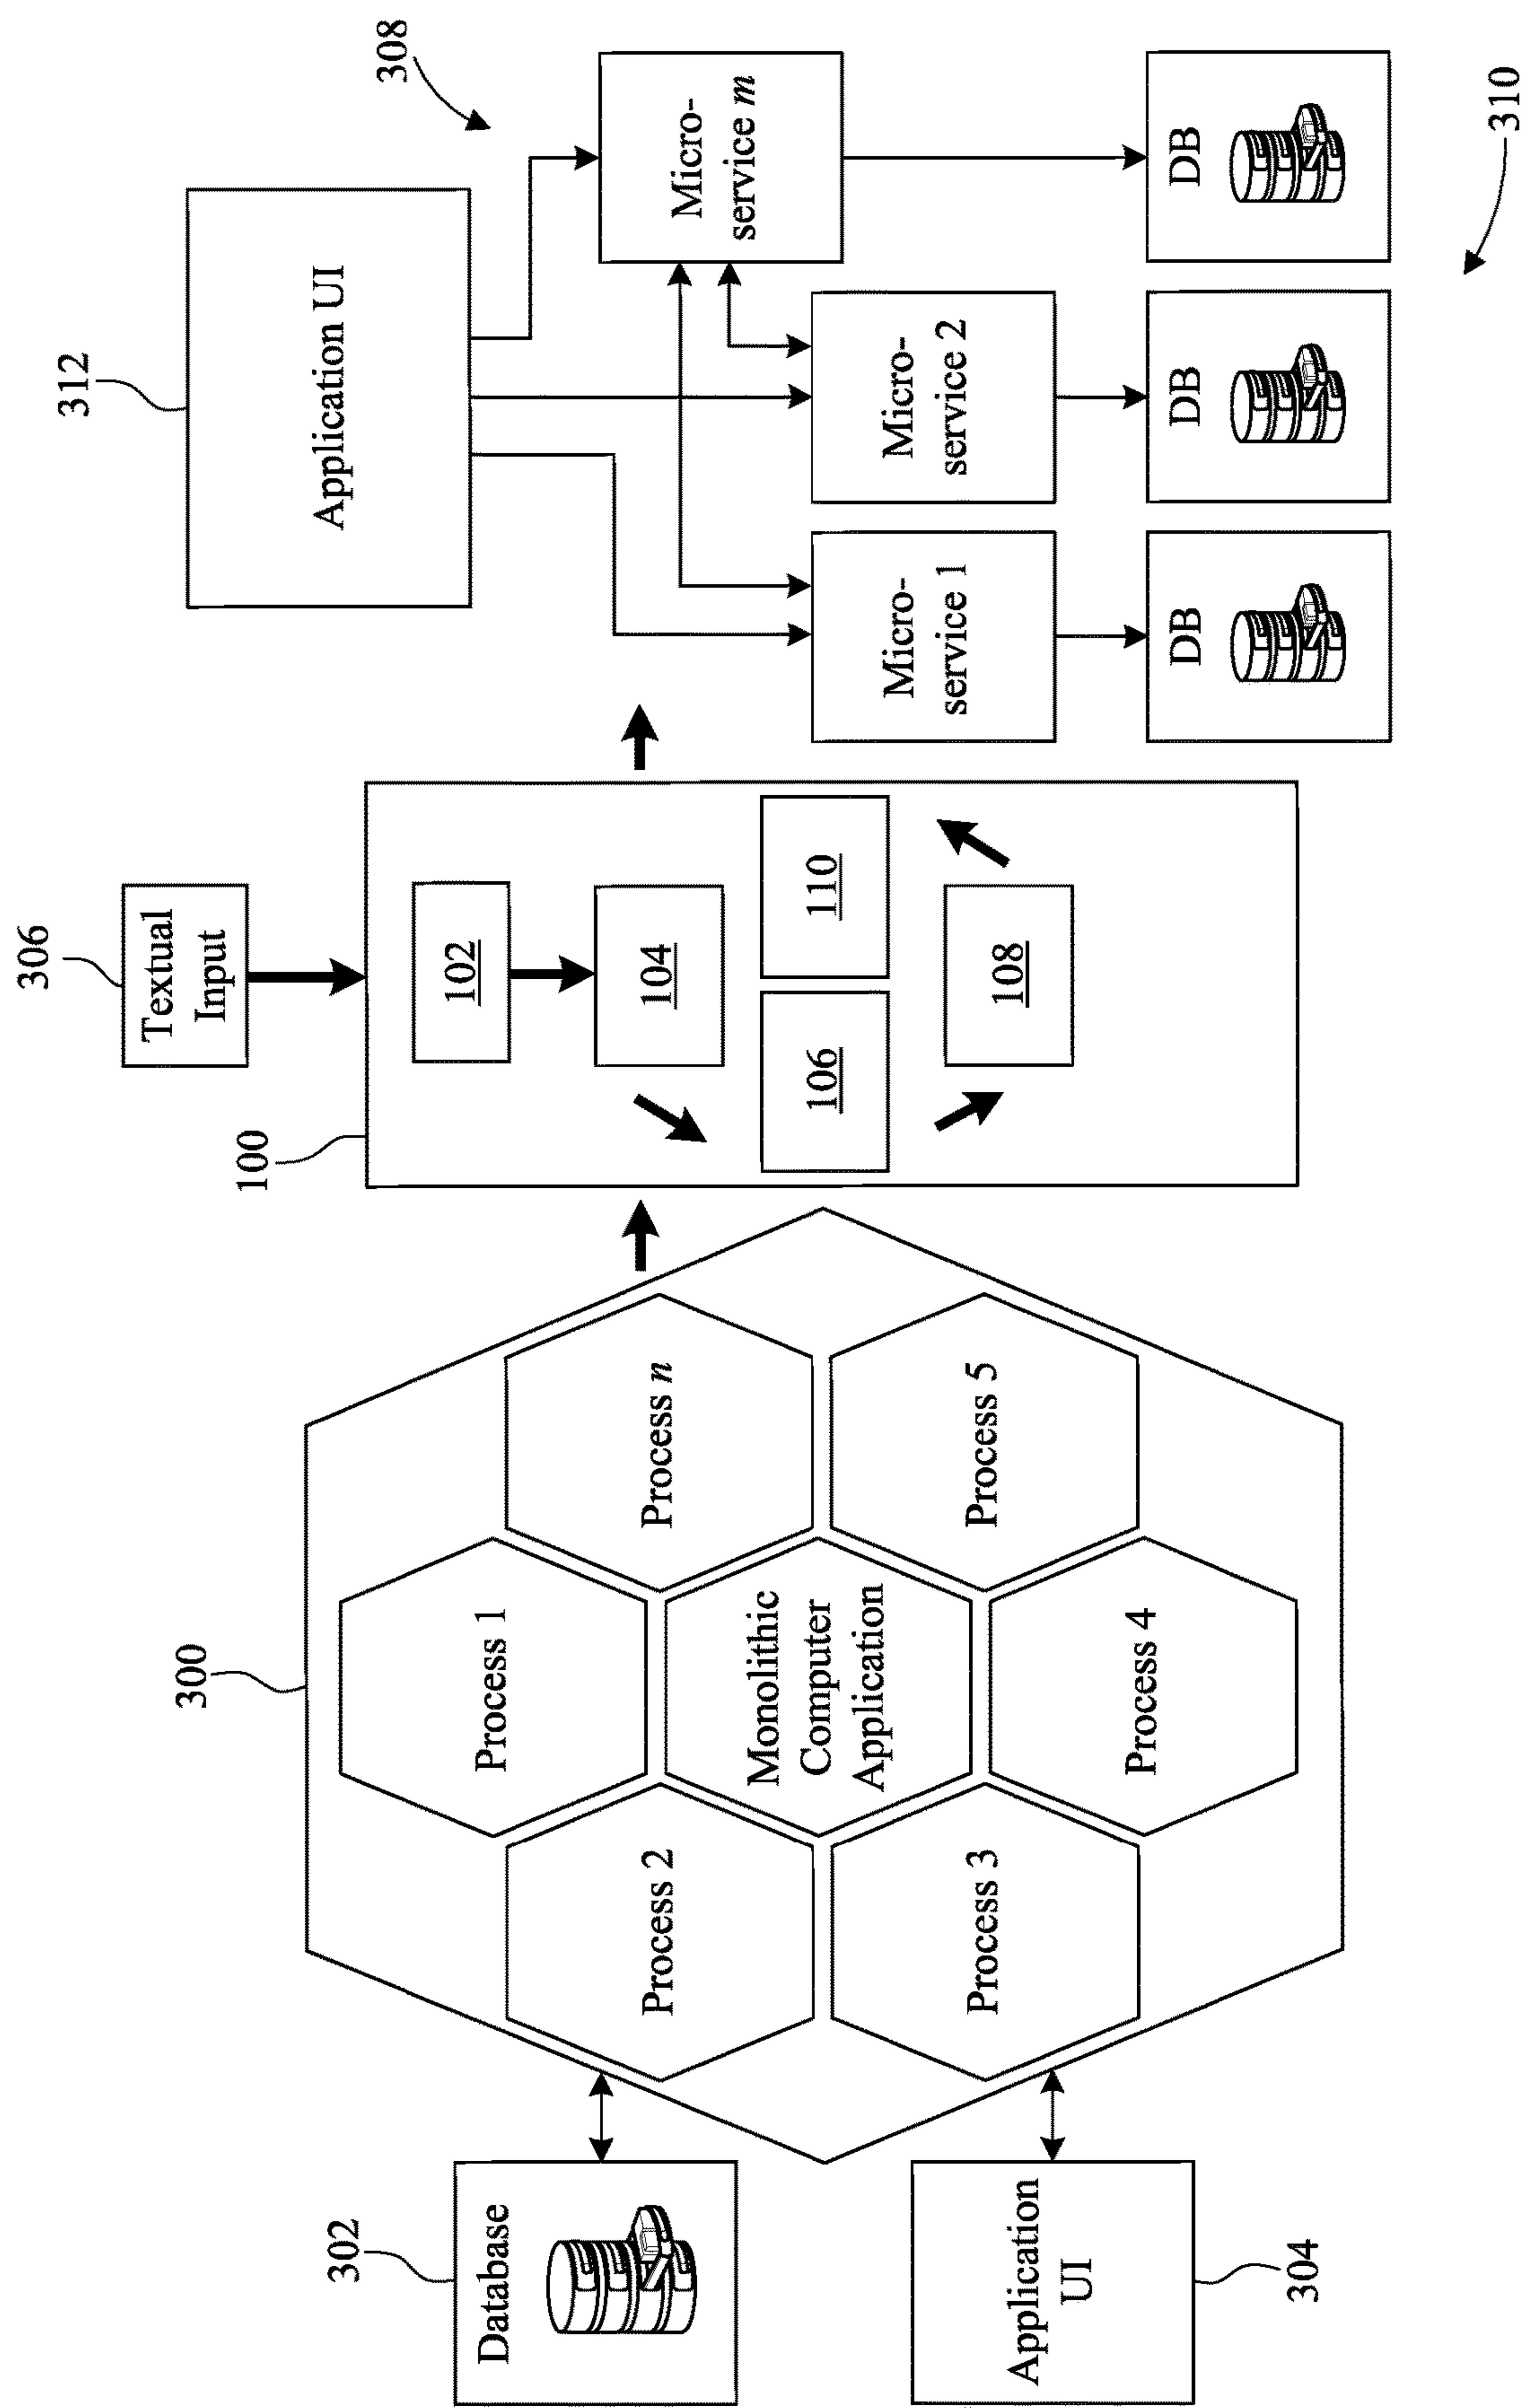 302
Database
Application
UI
304
300
Process 1
Process 2
Process n
Monolithic
Computer
Application
Process 3
Process 5
Process 4
306
Textual
Input
100
102
104
106
110
108
312
Application UI
308
Micro-
service m
Micro-
service 1
Micro-
service 2
DB
DB
DB
310